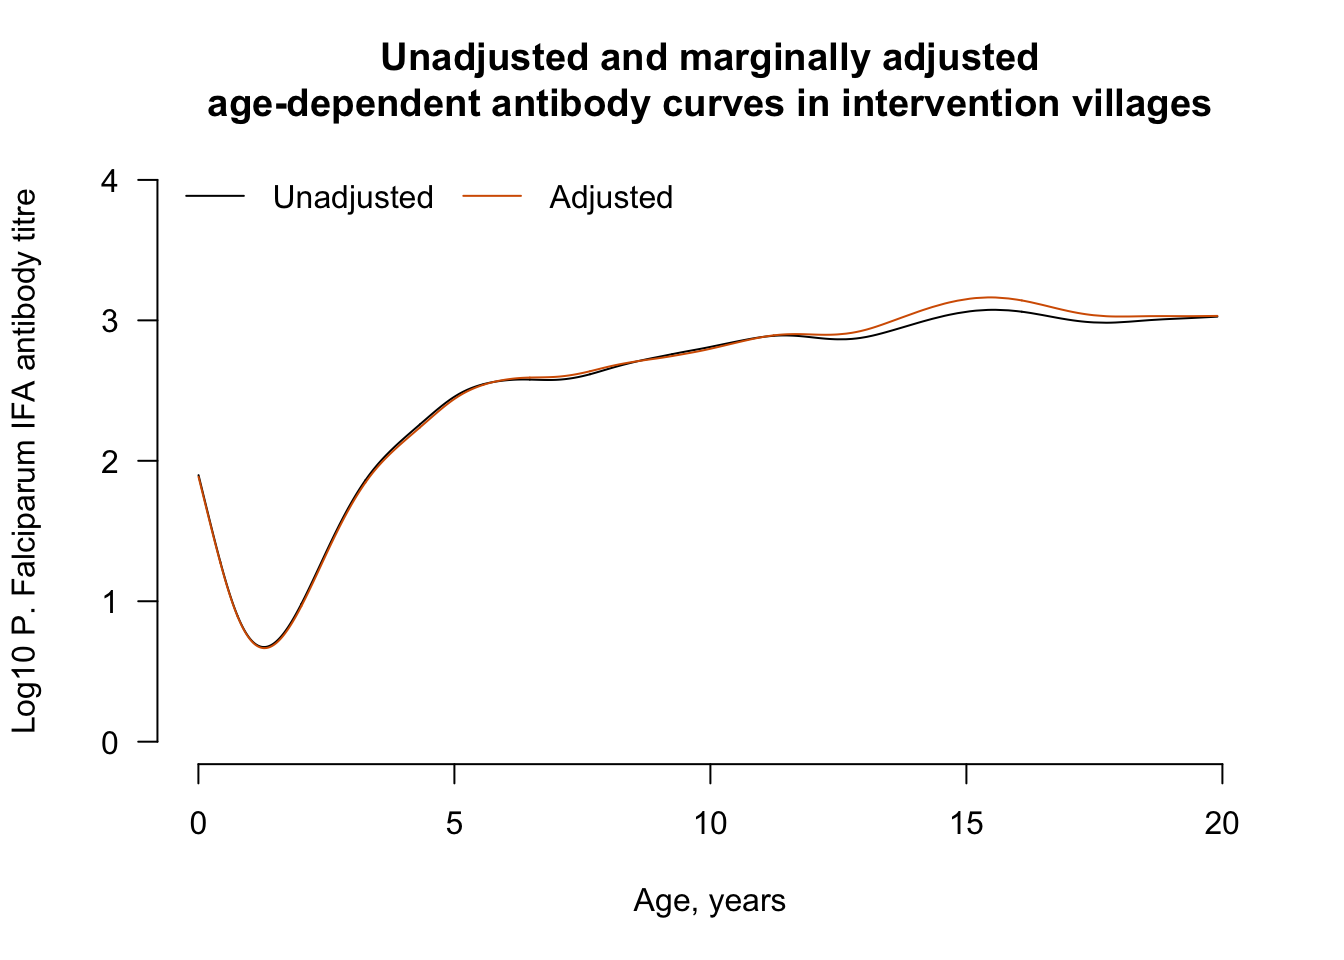 Unadjusted and marginally adjusted
age-dependent antibody curves in intervention villages
Log10 P. Falciparum IFA antibody titre
4
3
2
1
0
Unadjusted
Adjusted
0 5 10 15 20
Age, years